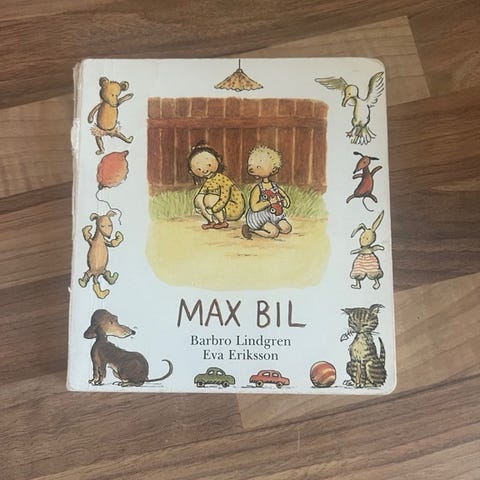 MAX BIL
Barbro Lindgren
Eva Eriksson